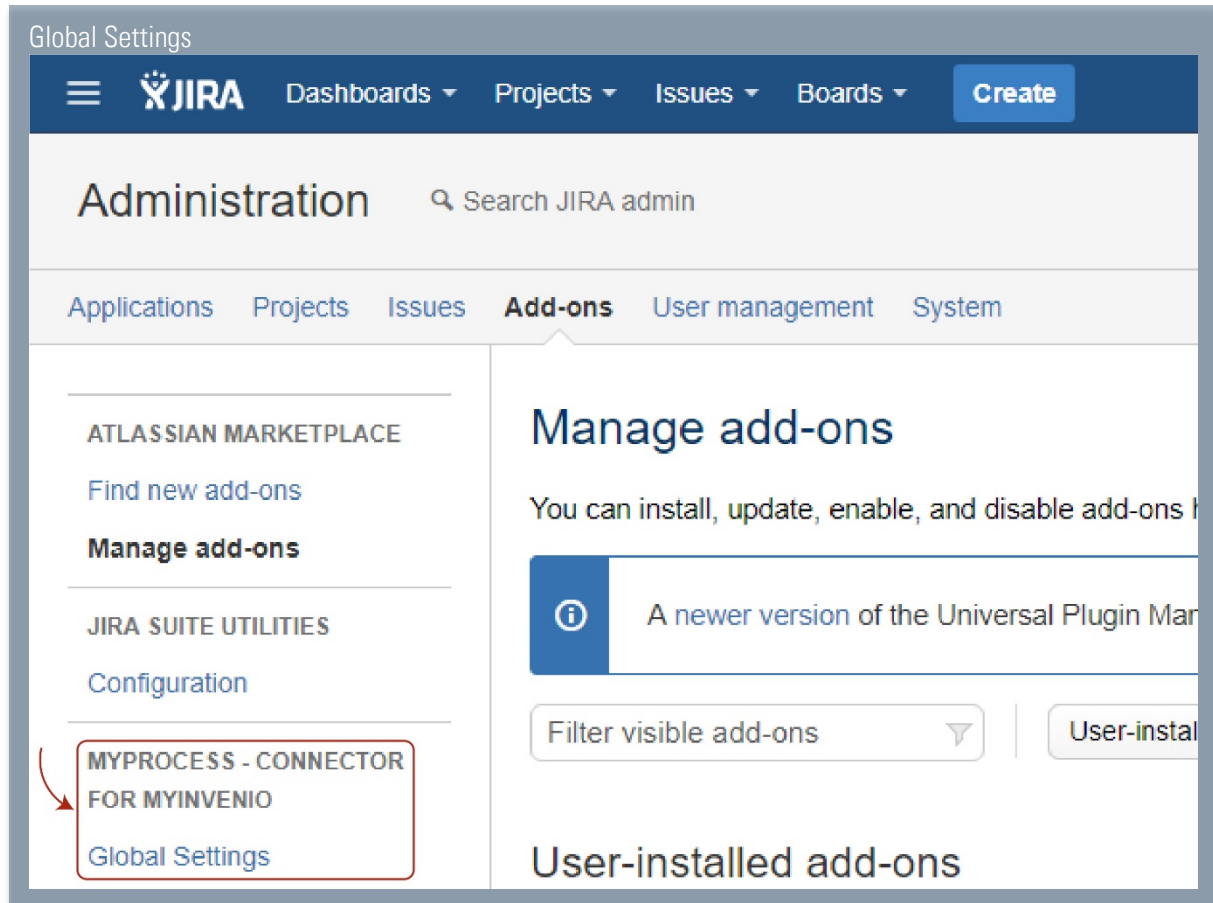 Global Settings
JIRA Dashboards Projects Issues Boards Create
Administration Search JIRA admin
Applications Projects Issues Add-ons User management System
ATLASSIAN MARKETPLACE
Find new add-ons
Manage add-ons
JIRA SUITE UTILITIES
Configuration
MYPROCESS - CONNECTOR
FOR MYINVENIO
Global Settings
Manage add-ons
You can install, update, enable, and disable add-ons
A newer version of the Universal Plugin Mar
Filter visible add-ons User-instal
User-installed add-ons